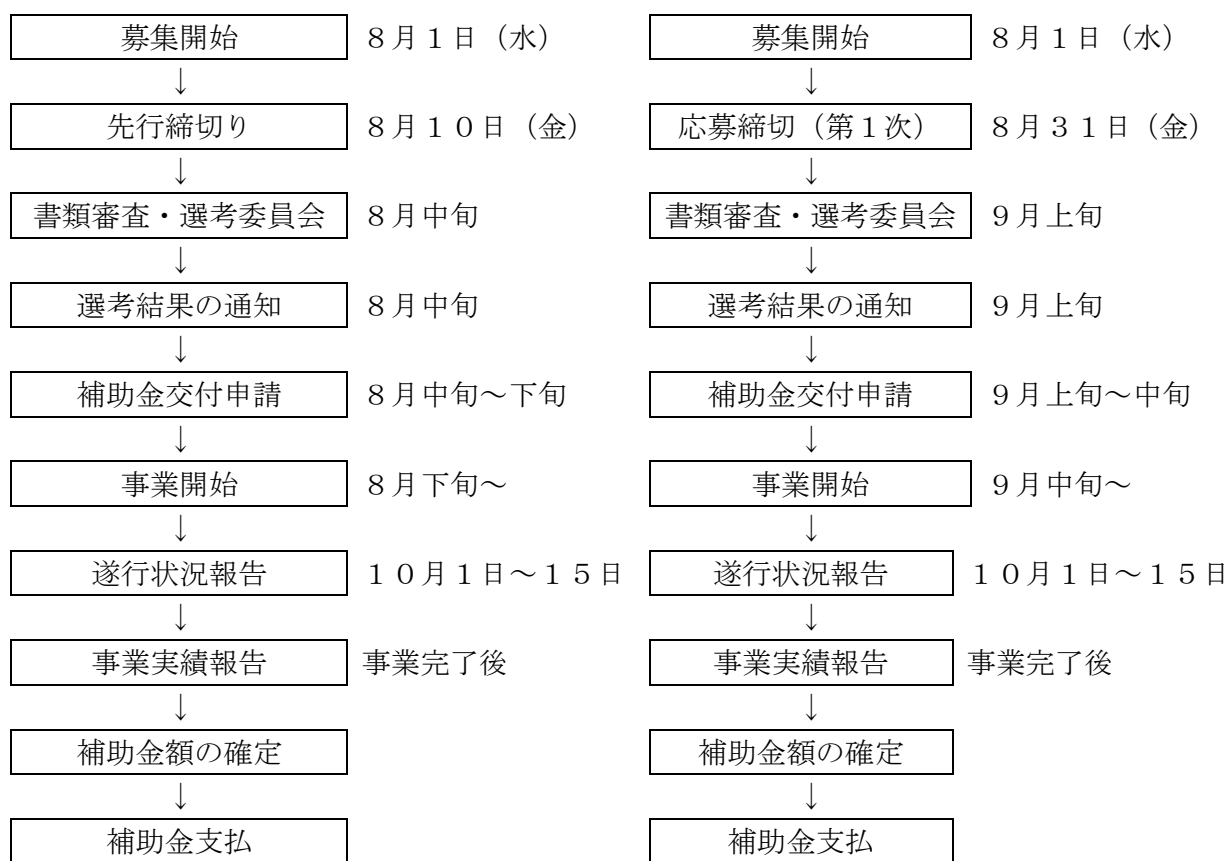 募集開始 8月1日（水）
↓
先行締切り 8月10日（金）
↓
書類審査・選考委員会 8月中旬
↓
選考結果の通知 8月中旬
↓
補助金交付申請 8月中旬～下旬
↓
事業開始 8月下旬～
↓
遂行状況報告 10月1日～15日
↓
事業実績報告 事業完了後
↓
補助金額の確定
↓
補助金支払
募集開始 8月1日（水）
↓
応募締切（第1次） 8月31日（金）
↓
書類審査・選考委員会 9月上旬
↓
選考結果の通知 9月上旬
↓
補助金交付申請 9月上旬～中旬
↓
事業開始 9月中旬～
↓
遂行状況報告 10月1日～15日
↓
事業実績報告 事業完了後
↓
補助金額の確定
↓
補助金支払